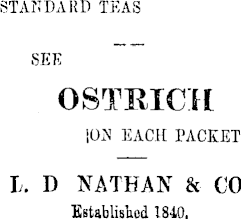 STANDARD TEAS
SEE
OSTRICH
ON EACH PACKET
L. D NATHAN & CO
Established 1840,